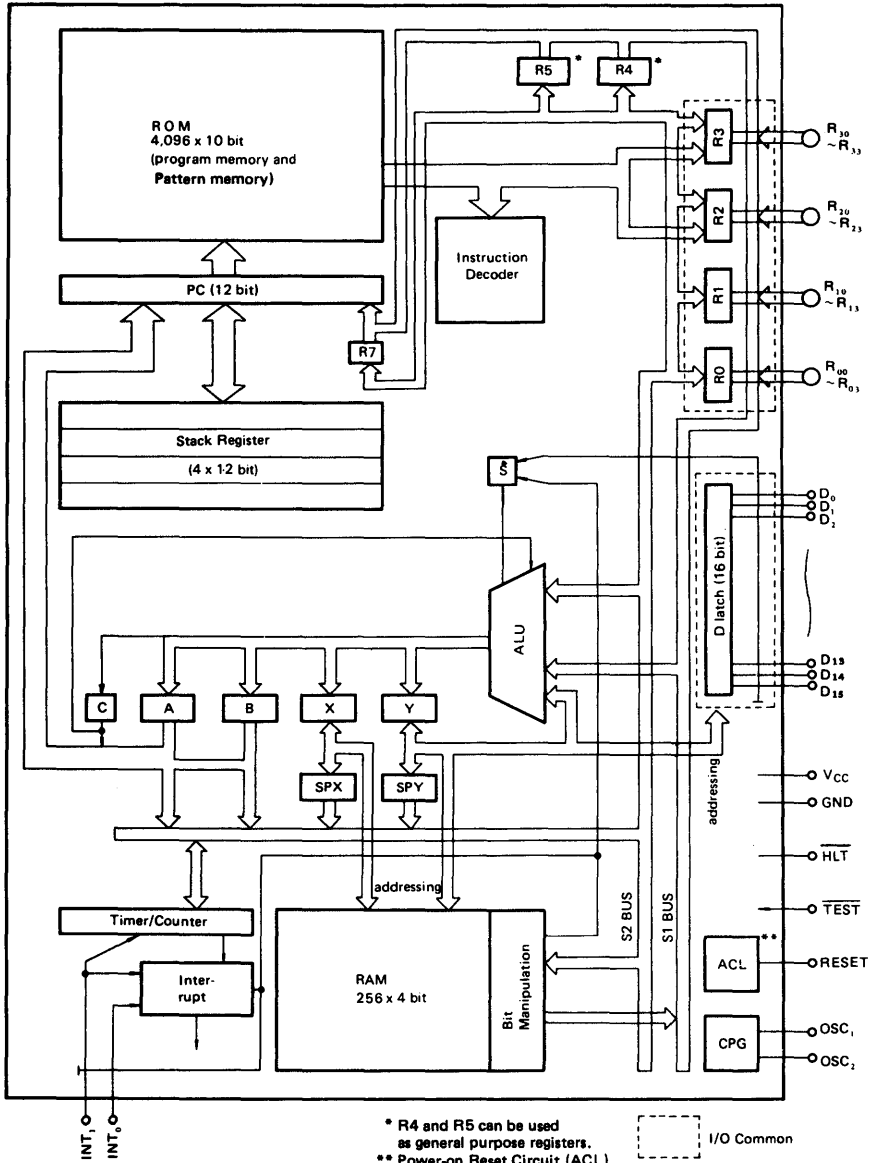 R5
*
R4
*
ROM
4,096 x 10 bit
(program memory and
Pattern memory)
R3
R30
~R33
R2
R20
~R23
Instruction
Decoder
PC (12 bit)
R1
R10
~R13
R7
R0
R00
~R03
Stack Register
(4 x 12 bit)
S
D latch (16 bit)
D0
D1
D2
ALU
D13
D14
D15
C
A
B
X
Y
SPX
SPY
addressing
VCC
GND
HLT
addressing
TEST
Timer/Counter
S2 BUS
S1 BUS
Inter-
rupt
RAM
256 x 4 bit
Bit Manipulation
ACL
**
RESET
CPG
OSC1
OSC2
INT1
INT0
* R4 and R5 can be used
as general purpose registers.
** Power-on Reset Circuit (ACL)
I/O Common